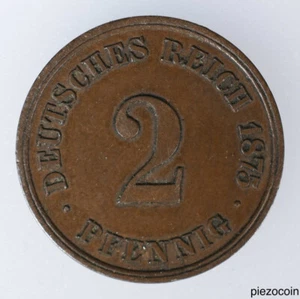 DEUTSCHES REICH 1875
2
· PFENNIG ·
piezocoin